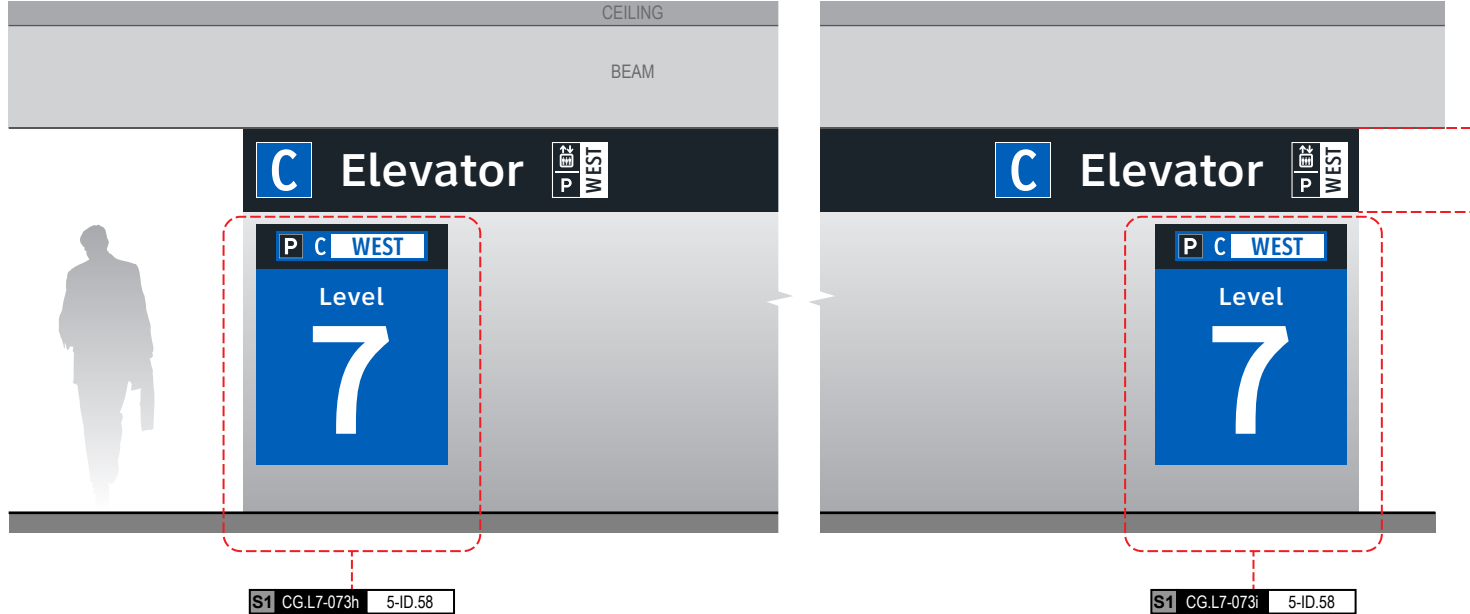 CEILING
BEAM
C Elevator P WEST
C Elevator P WEST
P C WEST
Level
7
P C WEST
Level
7
S1 CG.L7-073h 5-ID.58
S1 CG.L7-073i 5-ID.58